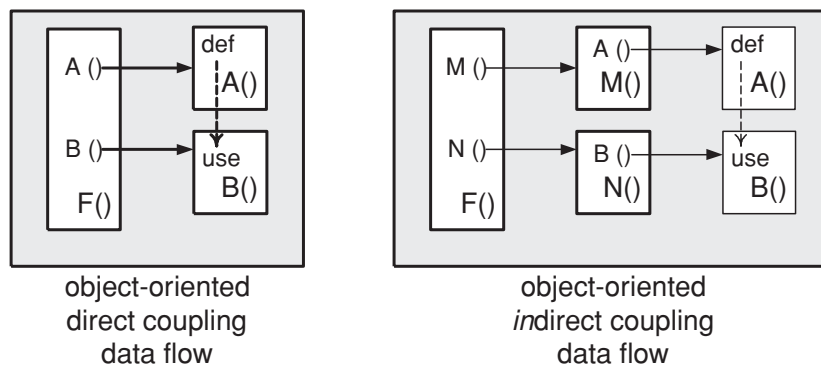 A () def
A()
B () use
B()
F()
object-oriented
direct coupling
data flow
M () A () def
M() A()
N () B () use
N() B()
F()
object-oriented
indirect coupling
data flow